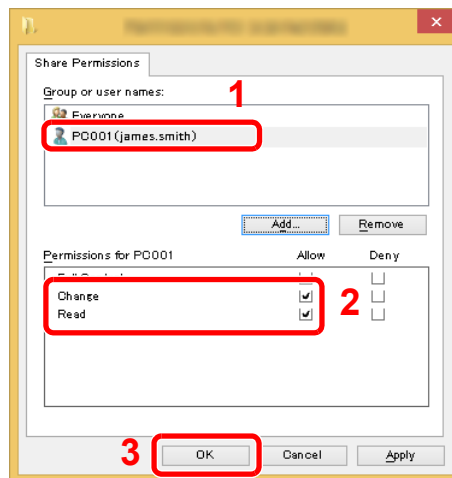 Share Permissions
Group or user names:
1
Everyone
PC001(james.smith)
Add...
Remove
Permissions for PC001 Allow Deny
Change
2
Read
3
OK
Cancel
Apply